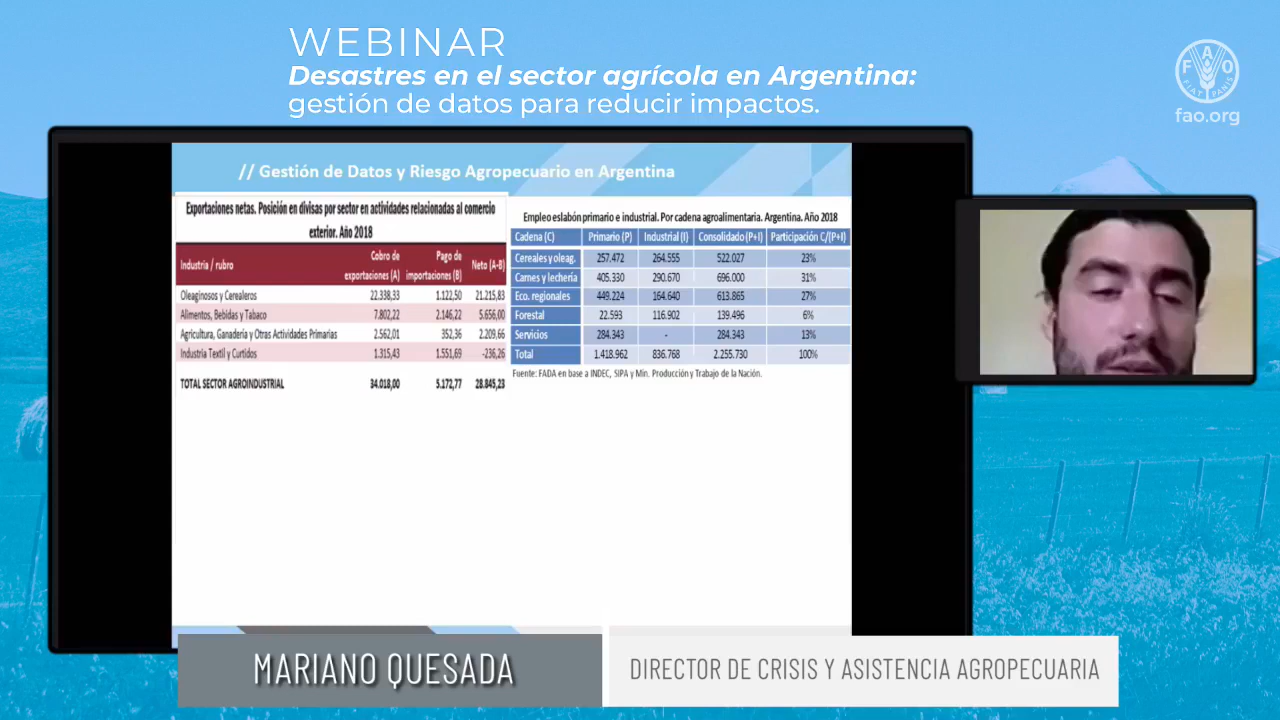 WEBINAR
Desastres en el sector agrícola en Argentina:
gestión de datos para reducir impactos.
F A O
FIAT PANIS
fao.org
// Gestión de Datos y Riesgo Agropecuario en Argentina
Exportaciones netas. Posición en divisas por sector en actividades relacionadas al comercio
exterior. Año 2018
Industria / rubro Cobro de exportaciones (A) Pago de importaciones (B) Neto (A-B)
Oleaginosos y Cerealeros 22.338,33 1.122,50 21.215,83
Alimentos, Bebidas y Tabaco 7.802,22 2.146,22 5.656,00
Agricultura, Ganadería y Otras Actividades Primarias 2.562,01 352,36 2.209,66
Industria Textil y Curtidos 1.315,43 1.551,69 -236,26
TOTAL SECTOR AGROINDUSTRIAL 34.018,00 5.172,77 28.845,23
Empleo eslabón primario e industrial. Por cadena agroalimentaria. Argentina. Año 2018
Cadena (C) Primario (P) Industrial (I) Consolidado (P+I) Participación C/(P+I)
Cereales y oleag. 257.472 264.555 522.027 23%
Carnes y lechería 405.330 290.670 696.000 31%
Eco. regionales 449.224 164.640 613.865 27%
Forestal 22.593 116.902 139.496 6%
Servicios 284.343 - 284.343 13%
Total 1.418.962 836.768 2.255.730 100%
Fuente: FADA en base a INDEC, SIPA y Min. Producción y Trabajo de la Nación.
MARIANO QUESADA
DIRECTOR DE CRISIS Y ASISTENCIA AGROPECUARIA